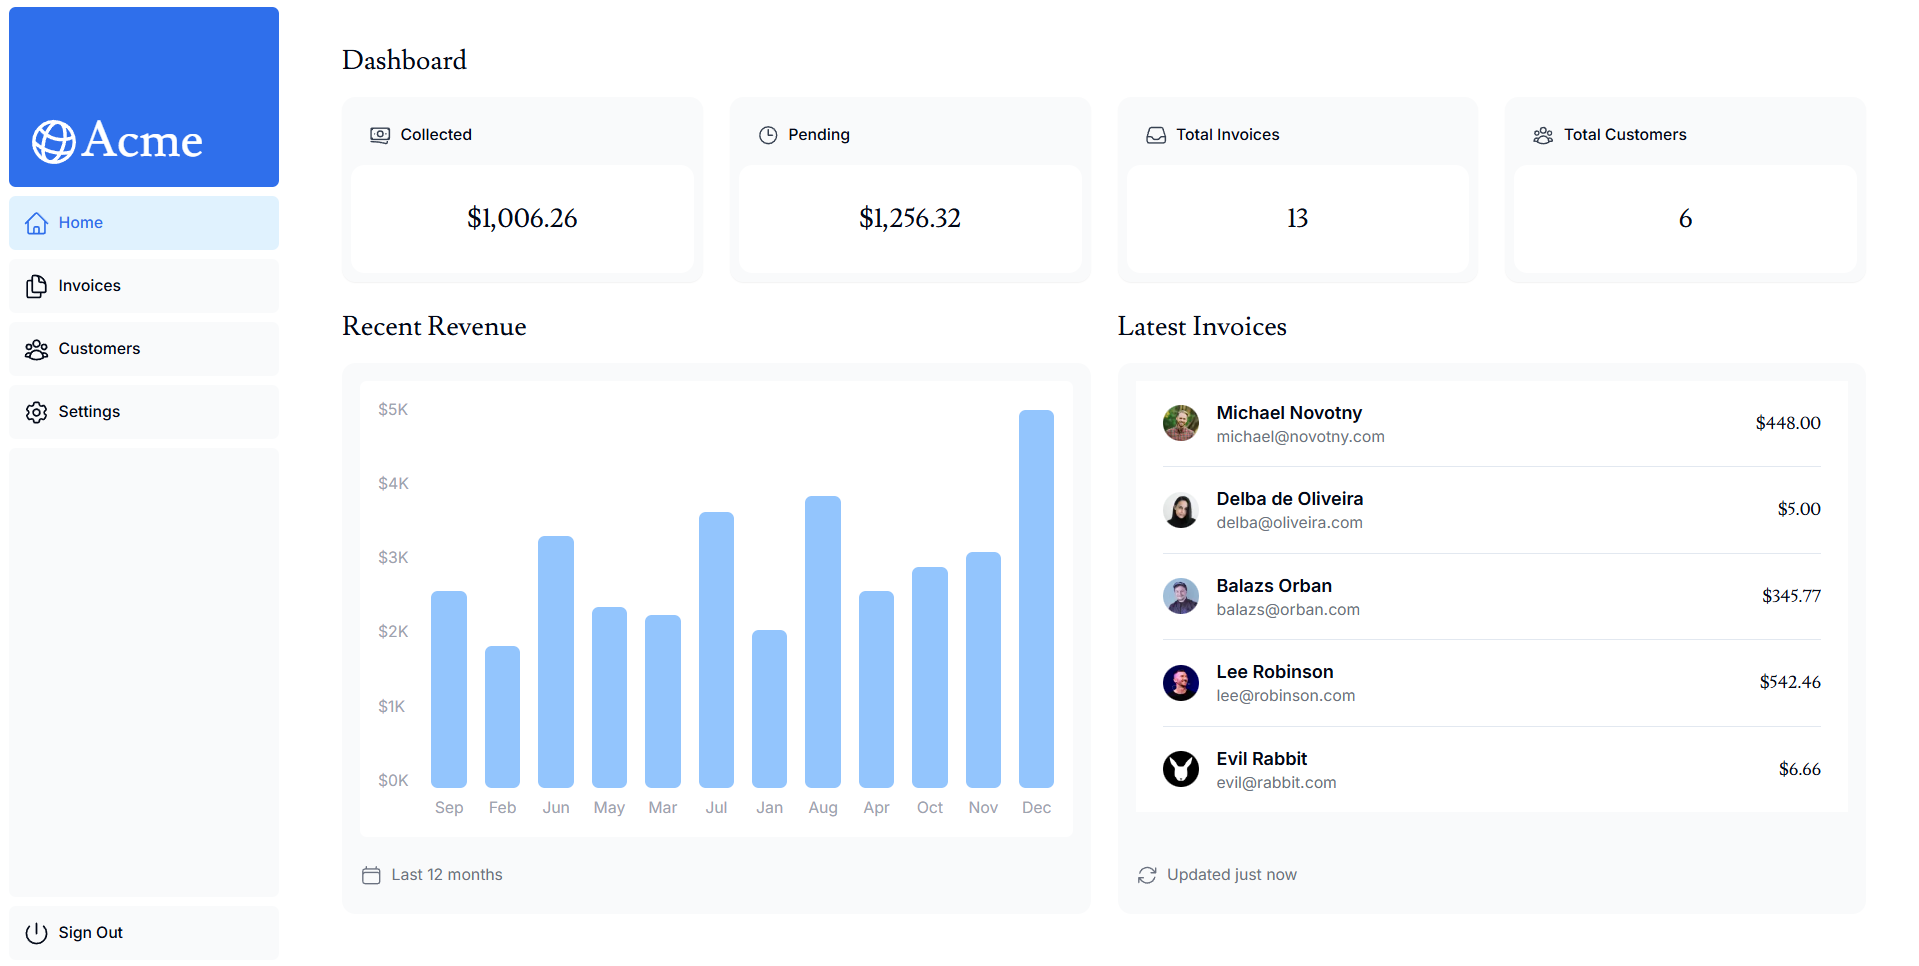 Acme
Home
Invoices
Customers
Settings
Sign Out
Dashboard
Collected
$1,006.26
Pending
$1,256.32
Total Invoices
13
Total Customers
6
Recent Revenue
$5K
$4K
$3K
$2K
$1K
$0K
Sep Feb Jun May Mar Jul Jan Aug Apr Oct Nov Dec
Last 12 months
Latest Invoices
Michael Novotny
michael@novotny.com
$448.00
Delba de Oliveira
delba@oliveira.com
$5.00
Balazs Orban
balazs@orban.com
$345.77
Lee Robinson
lee@robinson.com
$542.46
Evil Rabbit
evil@rabbit.com
$6.66
Updated just now